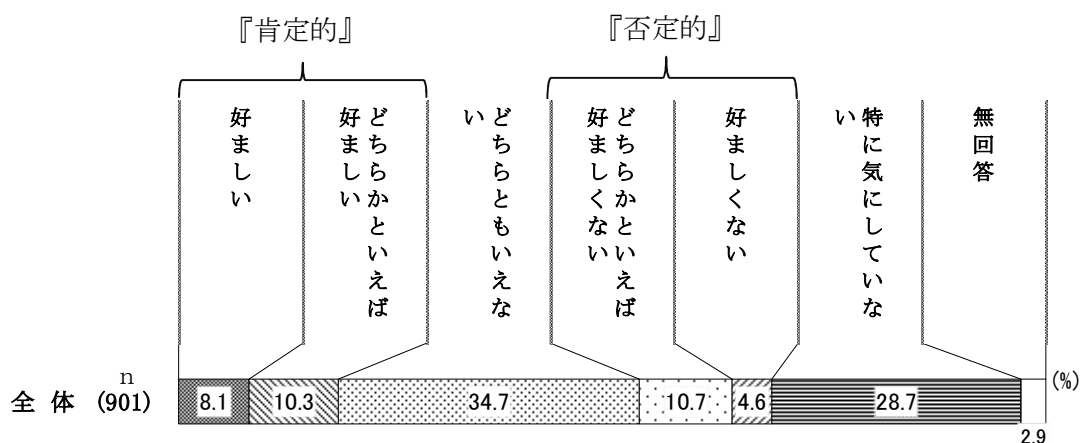 『肯定的』
『否定的』
好ましい
どちらかといえば
好ましい
どちらともいえな
い
どちらかといえば
好ましくない
好ましくない
特に気にしていな
い
無回答
n
全体 (901)
8.1
10.3
34.7
10.7
4.6
28.7
2.9
(%)